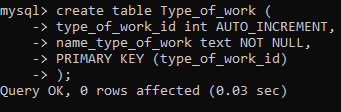 mysql> create table Type_of_work (
    -> type_of_work_id int AUTO_INCREMENT,
    -> name_type_of_work text NOT NULL,
    -> PRIMARY KEY (type_of_work_id)
    -> );
Query OK, 0 rows affected (0.03 sec)